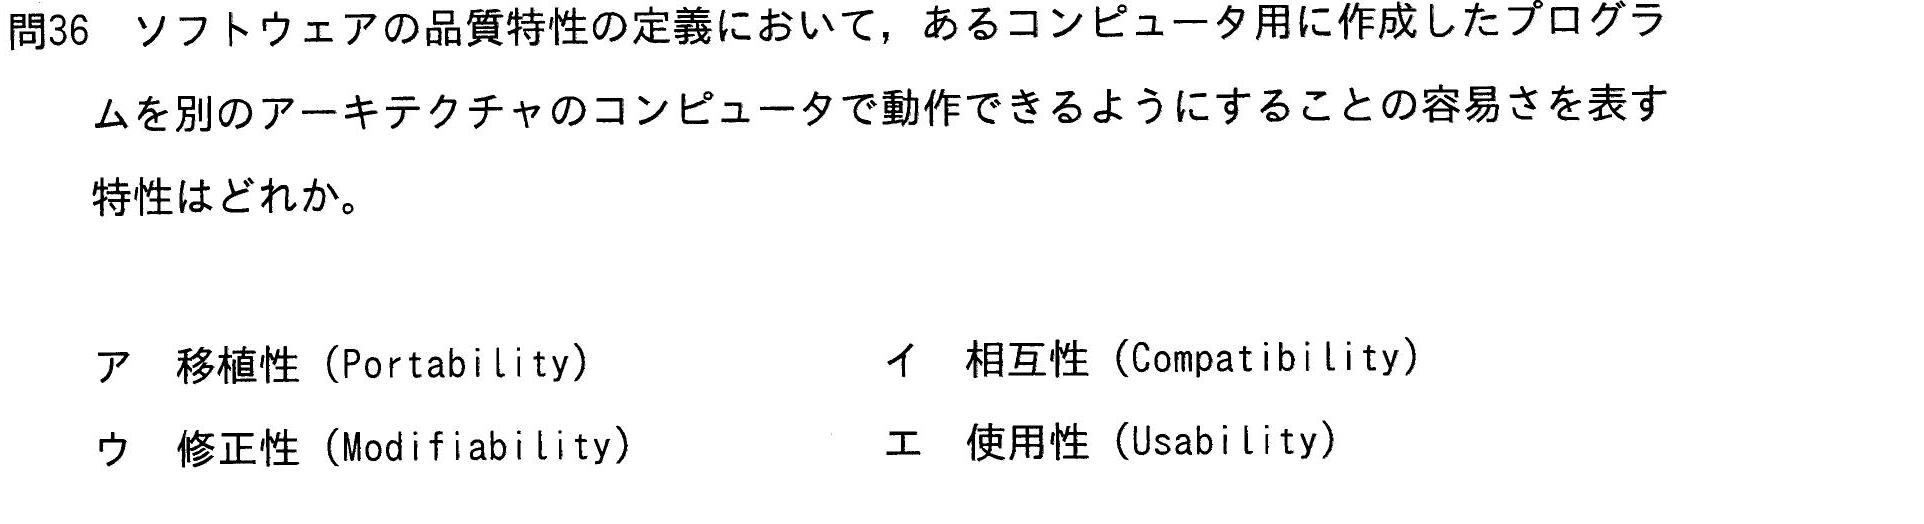 問36　ソフトウェアの品質特性の定義において，あるコンピュータ用に作成したプログラ
ムを別のアーキテクチャのコンピュータで動作できるようにすることの容易さを表す
特性はどれか。
ア　移植性 (Portability)　イ　相互性 (Compatibility)
ウ　修正性 (Modifiability)　エ　使用性 (Usability)